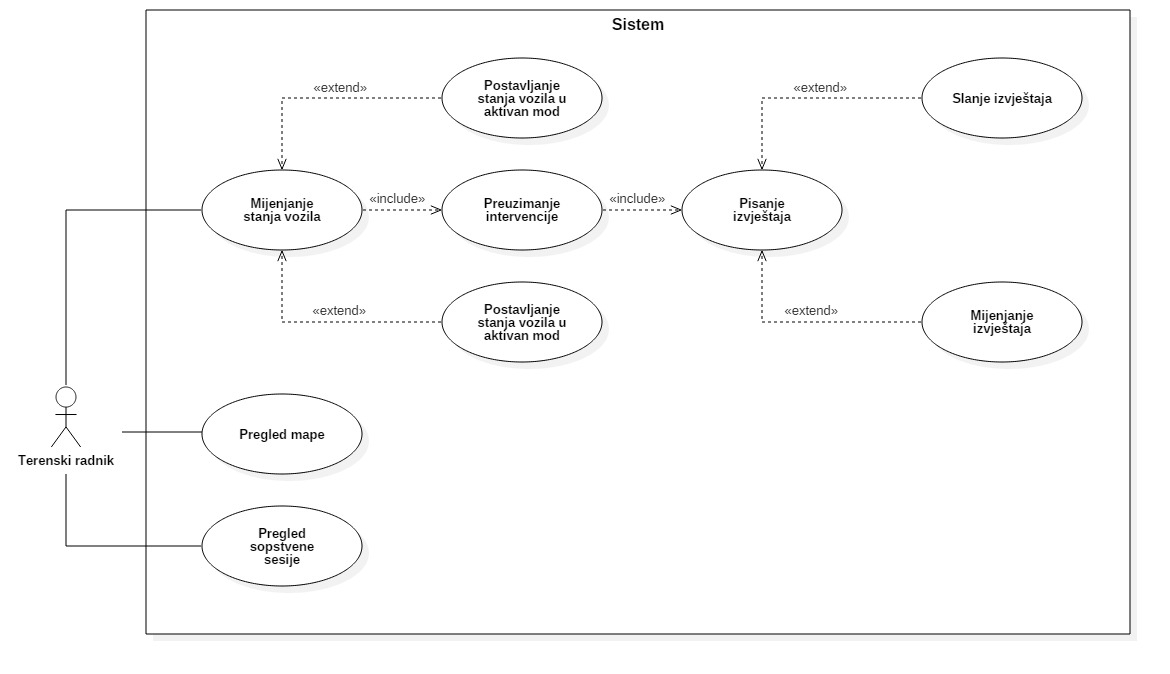 Sistem
«extend»
Postavljanje
stanja vozila u
aktivan mod
«extend»
Slanje izvještaja
Mijenjanje
stanja vozila
«include»
Preuzimanje
intervencije
«include»
Pisanje
izvještaja
«extend»
Postavljanje
stanja vozila u
aktivan mod
«extend»
Mijenjanje
izvještaja
Terenski radnik
Pregled mape
Pregled
sopstvene
sesije